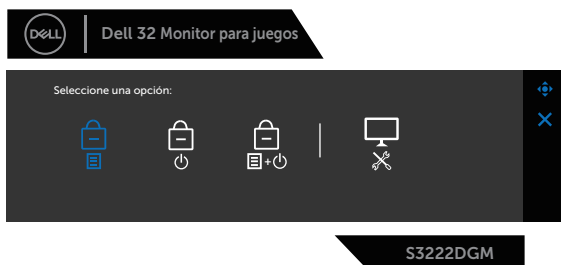 DELL
Dell 32 Monitor para juegos
Seleccione una opción:
S3222DGM